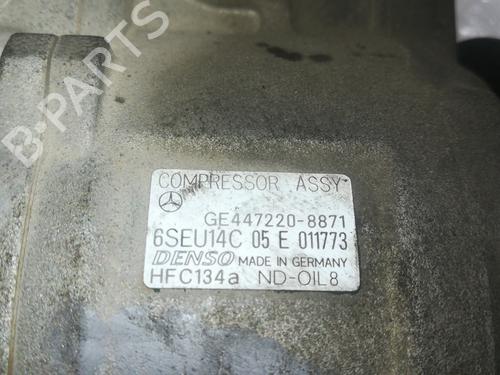 B-PARTS
COMPRESSOR ASSY
GE447220-8871
6SEU14C 05 E 011773
DENSO MADE IN GERMANY
HFC134a ND-OIL8